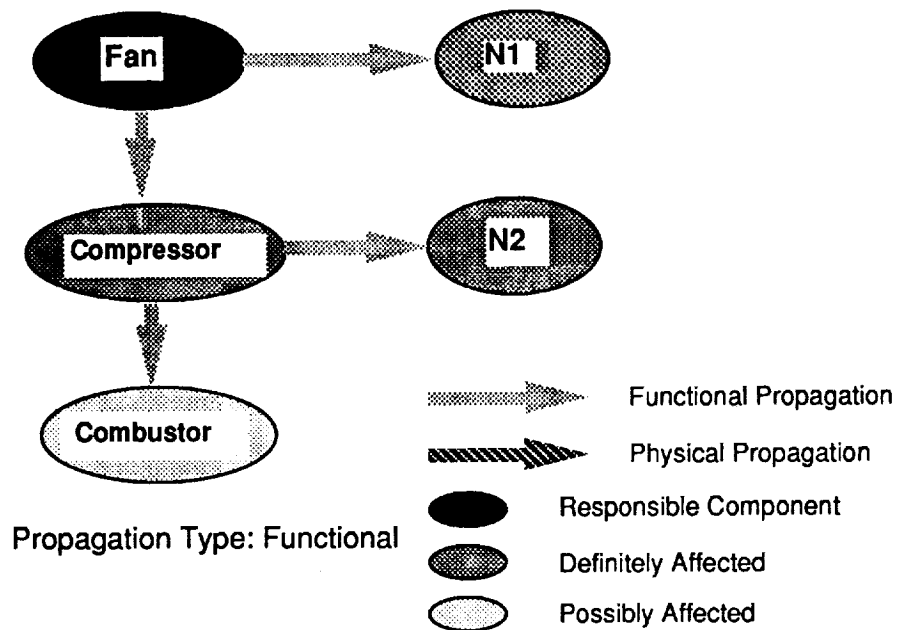 Fan
N1
Compressor
N2
Combustor
Functional Propagation
Physical Propagation
Responsible Component
Propagation Type: Functional
Definitely Affected
Possibly Affected